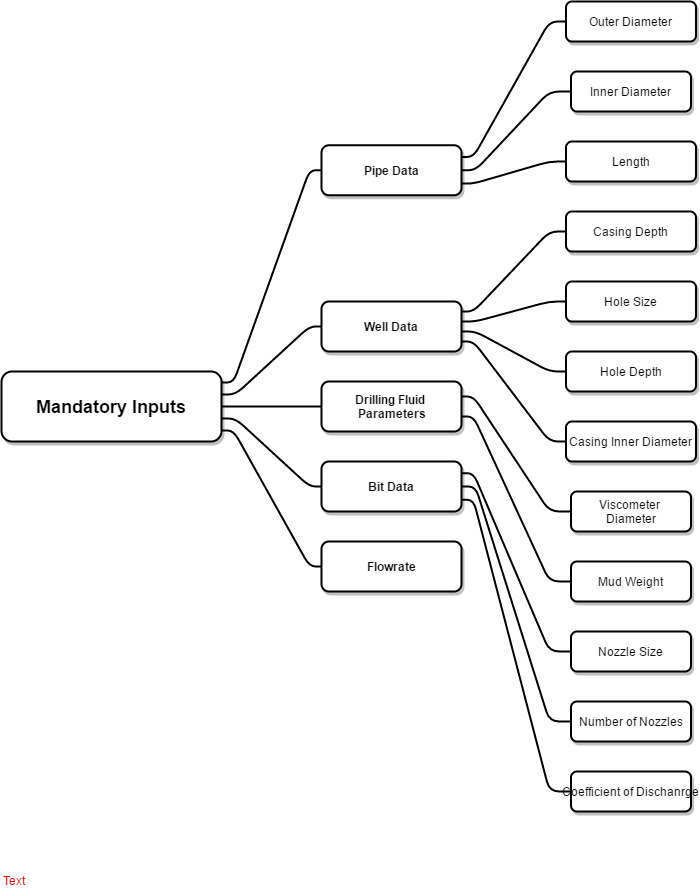 Outer Diameter
Inner Diameter
Length
Pipe Data
Casing Depth
Hole Size
Well Data
Hole Depth
Mandatory Inputs
Drilling Fluid
Parameters
Casing Inner Diameter
Bit Data
Viscometer
Diameter
Flowrate
Mud Weight
Nozzle Size
Number of Nozzles
Coefficient of Dischanrge
Text